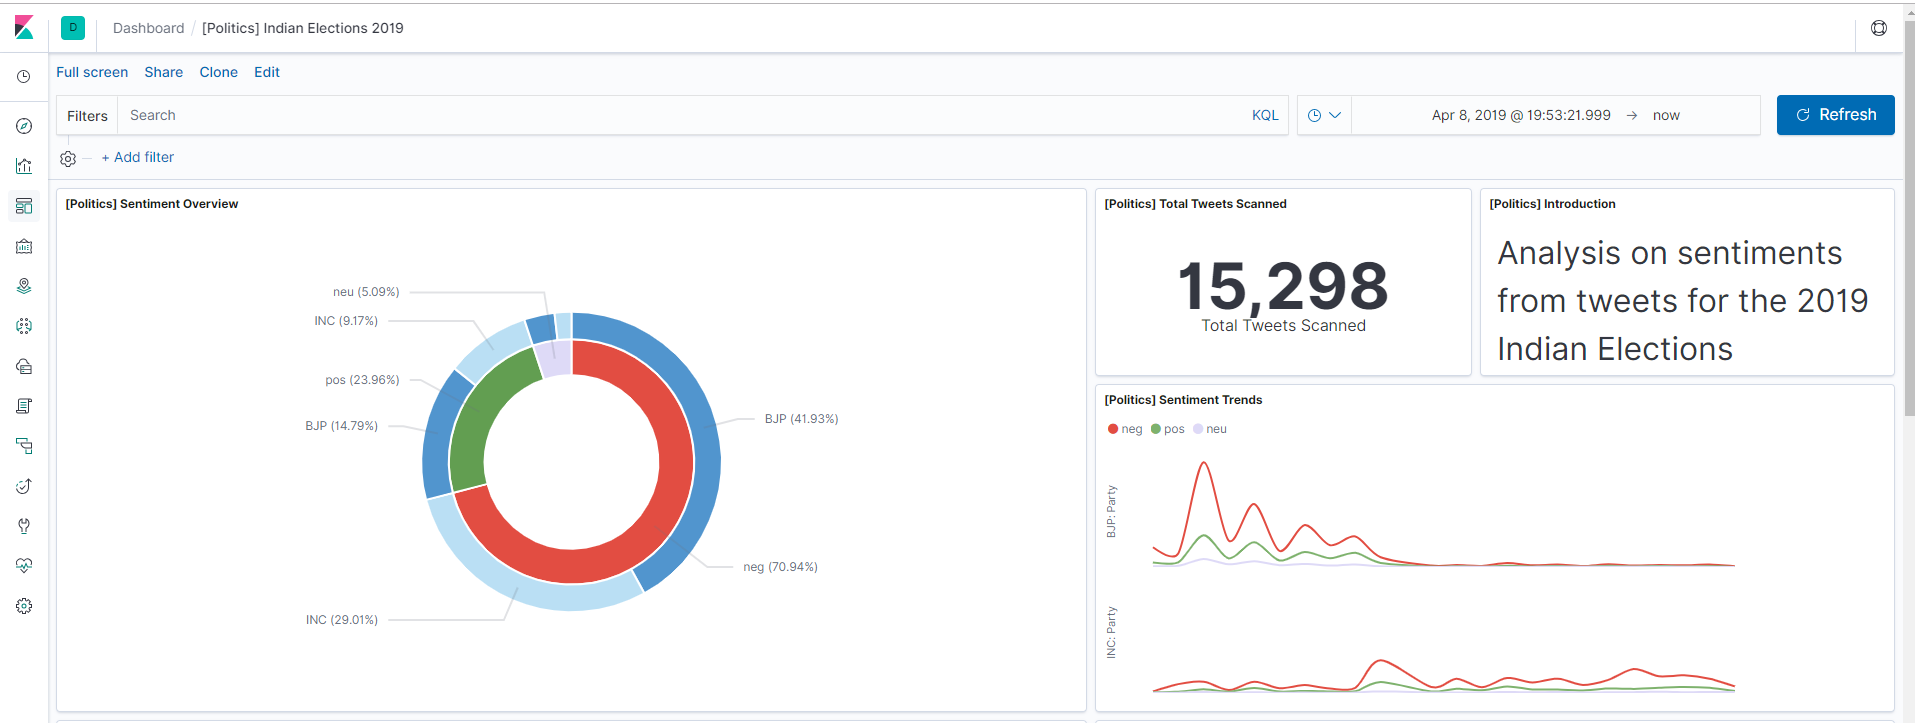 D
Dashboard / [Politics] Indian Elections 2019
Full screen Share Clone Edit
Filters Search KQL Apr 8, 2019 @ 19:53:21.999 → now Refresh
+ Add filter
[Politics] Sentiment Overview
neu (5.09%)
INC (9.17%)
pos (23.96%)
BJP (14.79%)
BJP (41.93%)
neg (70.94%)
INC (29.01%)
[Politics] Total Tweets Scanned
15,298
Total Tweets Scanned
[Politics] Introduction
Analysis on sentiments
from tweets for the 2019
Indian Elections
[Politics] Sentiment Trends
neg pos neu
BJP: Party
INC: Party